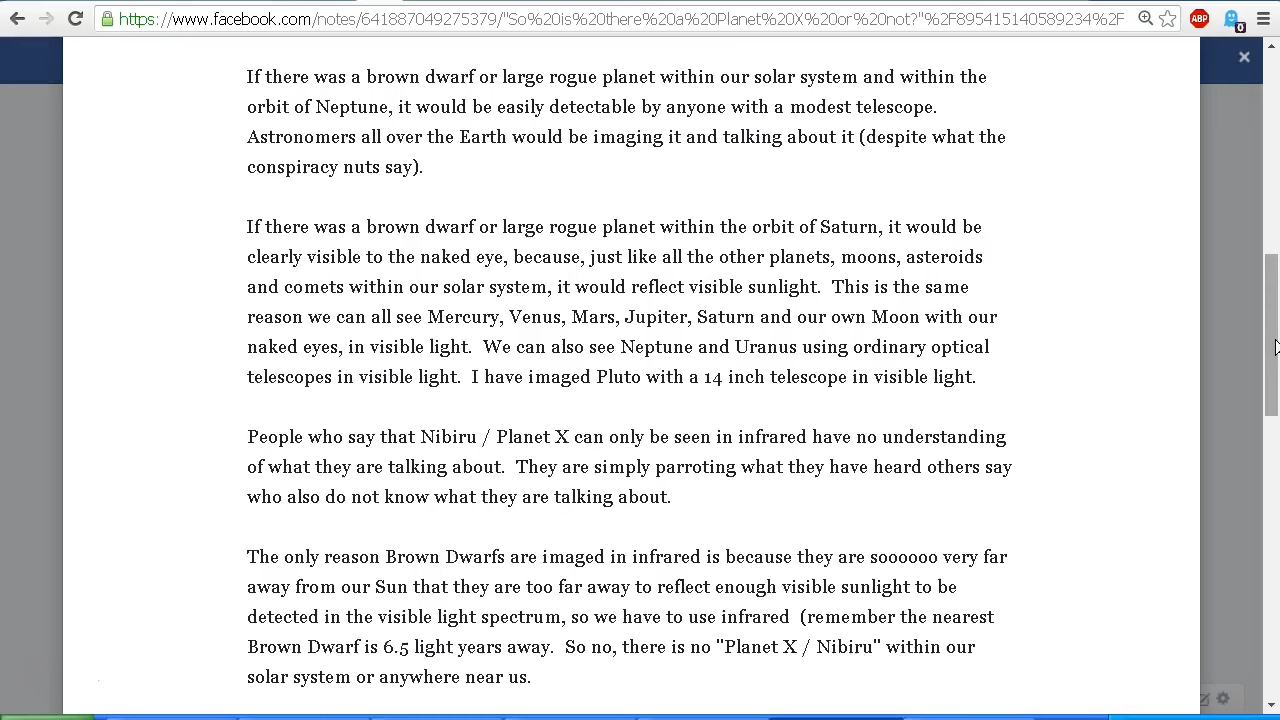 https://www.facebook.com/notes/641887049275379/"So%20is%20there%20a%20Planet%20X%20or%20not?"%2F895415140589234%2F
ABP
0
If there was a brown dwarf or large rogue planet within our solar system and within the
orbit of Neptune, it would be easily detectable by anyone with a modest telescope.
Astronomers all over the Earth would be imaging it and talking about it (despite what the
conspiracy nuts say).
If there was a brown dwarf or large rogue planet within the orbit of Saturn, it would be
clearly visible to the naked eye, because, just like all the other planets, moons, asteroids
and comets within our solar system, it would reflect visible sunlight.  This is the same
reason we can all see Mercury, Venus, Mars, Jupiter, Saturn and our own Moon with our
naked eyes, in visible light.  We can also see Neptune and Uranus using ordinary optical
telescopes in visible light.  I have imaged Pluto with a 14 inch telescope in visible light.
People who say that Nibiru / Planet X can only be seen in infrared have no understanding
of what they are talking about.  They are simply parroting what they have heard others say
who also do not know what they are talking about.
The only reason Brown Dwarfs are imaged in infrared is because they are soooooo very far
away from our Sun that they are too far away to reflect enough visible sunlight to be
detected in the visible light spectrum, so we have to use infrared  (remember the nearest
Brown Dwarf is 6.5 light years away.  So no, there is no "Planet X / Nibiru" within our
solar system or anywhere near us.